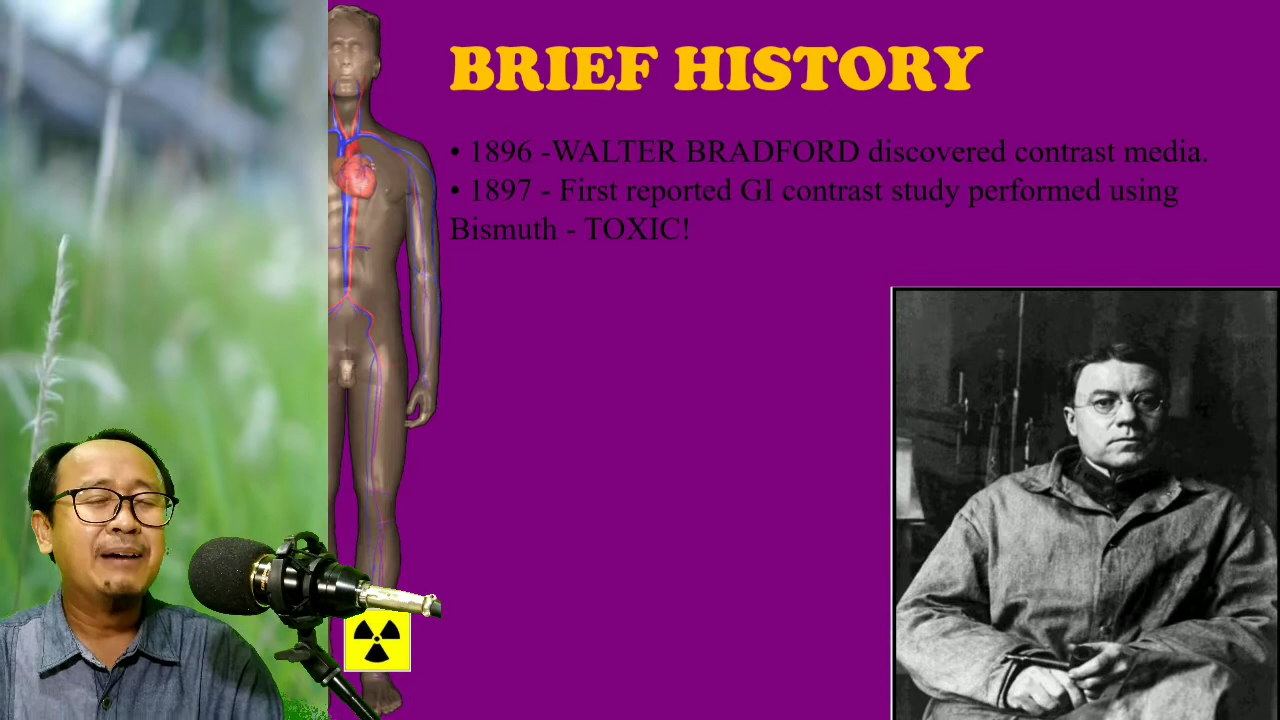 BRIEF HISTORY
• 1896 -WALTER BRADFORD discovered contrast media.
• 1897 - First reported GI contrast study performed using
Bismuth - TOXIC!